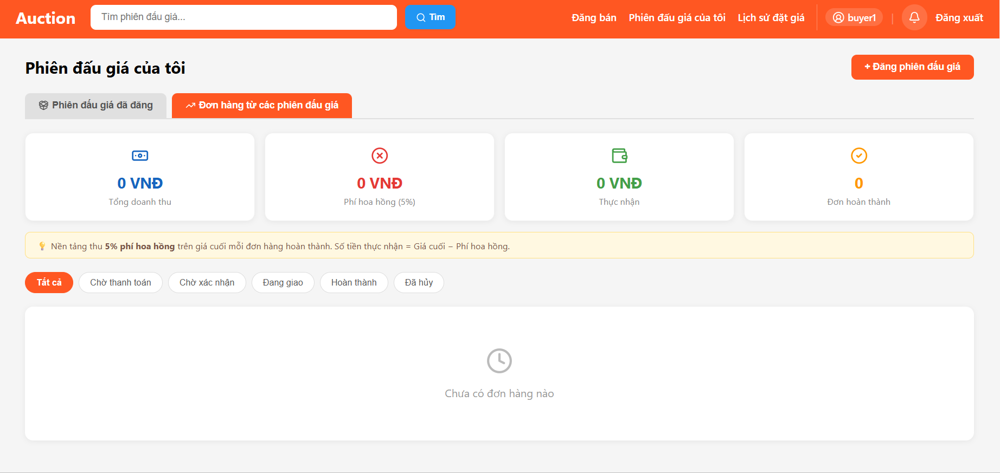 Auction
Tìm phiên đấu giá...
Tìm
Đăng bán
Phiên đấu giá của tôi
Lịch sử đặt giá
buyer1
|
Đăng xuất
Phiên đấu giá của tôi
+ Đăng phiên đấu giá
Phiên đấu giá đã đăng
Đơn hàng từ các phiên đấu giá
0 VNĐ
Tổng doanh thu
0 VNĐ
Phí hoa hồng (5%)
0 VNĐ
Thực nhận
0
Đơn hoàn thành
Nền tảng thu 5% phí hoa hồng trên giá cuối mỗi đơn hàng hoàn thành. Số tiền thực nhận = Giá cuối − Phí hoa hồng.
Tất cả
Chờ thanh toán
Chờ xác nhận
Đang giao
Hoàn thành
Đã hủy
Chưa có đơn hàng nào